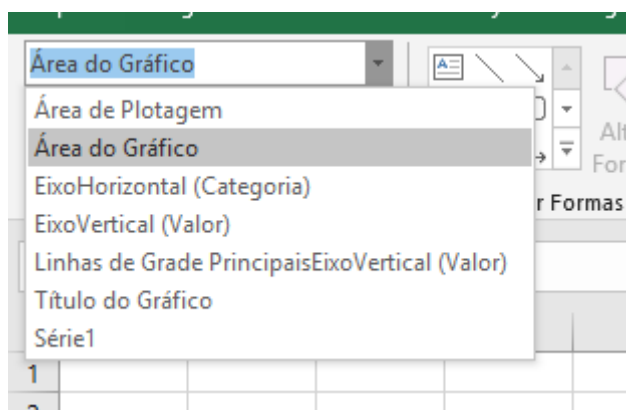 Área do Gráfico
Área de Plotagem
Área do Gráfico
EixoHorizontal (Categoria)
EixoVertical (Valor)
Linhas de Grade PrincipaisEixoVertical (Valor)
Título do Gráfico
Série1
A
Alt
For
r Formas
1